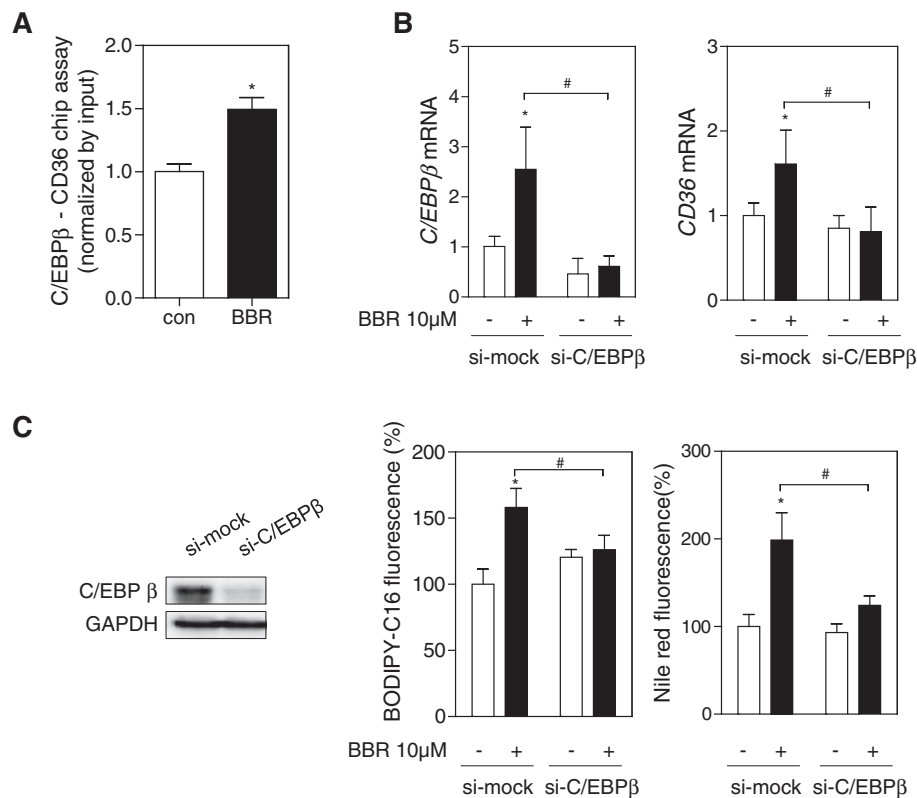 A
C/EBPβ - CD36 chip assay
(normalized by input)
2.0
1.5
1.0
0.5
0.0
*
con BBR
B
C/EBPβ mRNA
5
4
3
2
1
0
*
#
BBR 10μM - + - +
si-mock si-C/EBPβ
CD36 mRNA
3
2
1
0
*
#
- + - +
si-mock si-C/EBPβ
C
si-mock si-C/EBPβ
C/EBP β
GAPDH
BODIPY-C16 fluorescence (%)
200
150
100
50
0
*
#
BBR 10μM - + - +
si-mock si-C/EBPβ
Nile red fluorescence(%)
300
200
100
0
*
#
- + - +
si-mock si-C/EBPβ